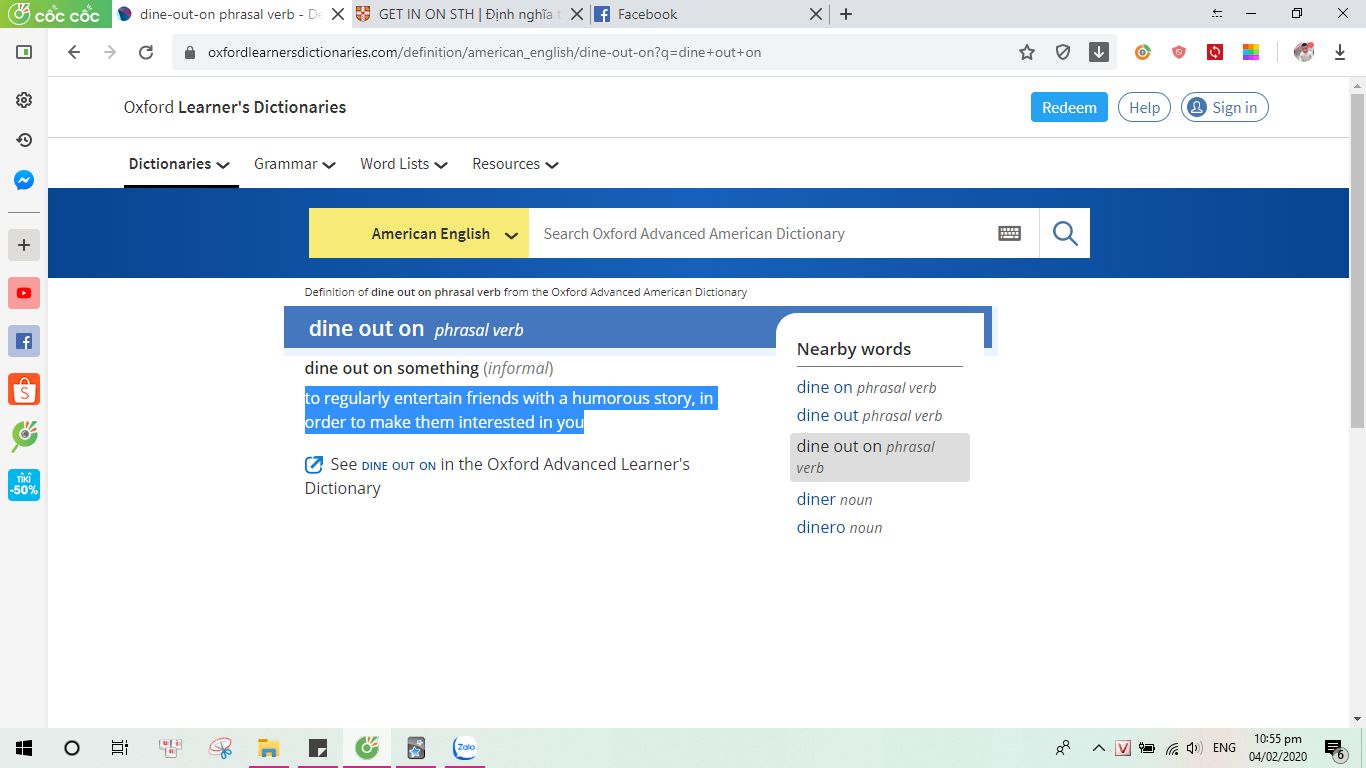 cốc cốc
dine-out-on phrasal verb - De
GET IN ON STH | Định nghĩa t
Facebook
oxfordlearnersdictionaries.com/definition/american_english/dine-out-on?q=dine+out+on
Oxford Learner's Dictionaries
Redeem
Help
Sign in
Dictionaries
Grammar
Word Lists
Resources
American English
Search Oxford Advanced American Dictionary
Definition of dine out on phrasal verb from the Oxford Advanced American Dictionary
dine out on phrasal verb
dine out on something (informal)
to regularly entertain friends with a humorous story, in
order to make them interested in you
See DINE OUT ON in the Oxford Advanced Learner's
Dictionary
Nearby words
dine on phrasal verb
dine out phrasal verb
dine out on phrasal
verb
diner noun
dinero noun
TIKI
-50%
Zalo
V
ENG
10:55 pm
04/02/2020
6